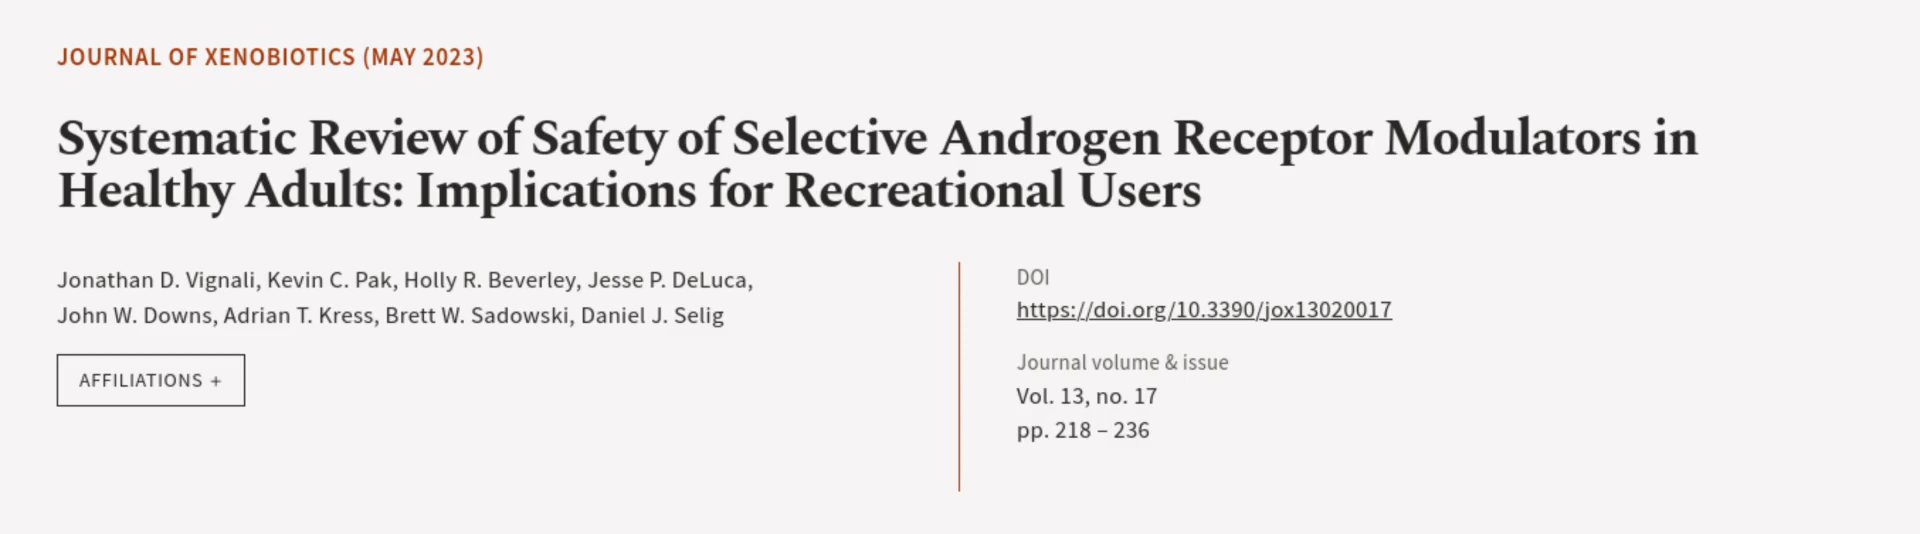 JOURNAL OF XENOBIOTICS (MAY 2023)
Systematic Review of Safety of Selective Androgen Receptor Modulators in
Healthy Adults: Implications for Recreational Users
Jonathan D. Vignali, Kevin C. Pak, Holly R. Beverley, Jesse P. DeLuca,
John W. Downs, Adrian T. Kress, Brett W. Sadowski, Daniel J. Selig
AFFILIATIONS +
DOI
https://doi.org/10.3390/jox13020017
Journal volume & issue
Vol. 13, no. 17
pp. 218 – 236